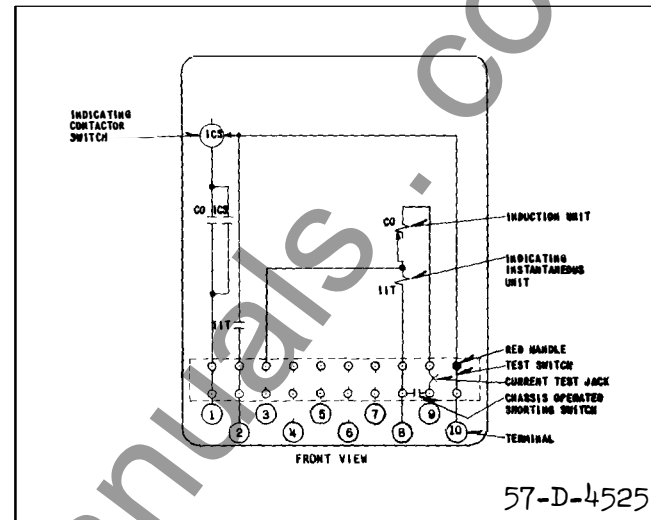 INDICATING
CONTACTOR
SWITCH
ICS
CO ICS
CO
INDUCTION UNIT
INDICATING
INSTANTANEOUS
UNIT
IIT
IIT
RED HANDLE
TEST SWITCH
CURRENT TEST JACK
CHASSIS OPERATED
SHORTING SWITCH
TERMINAL
1 3 5 7 9
2 4 6 8 10
FRONT VIEW
57-D-4525
nuals.co